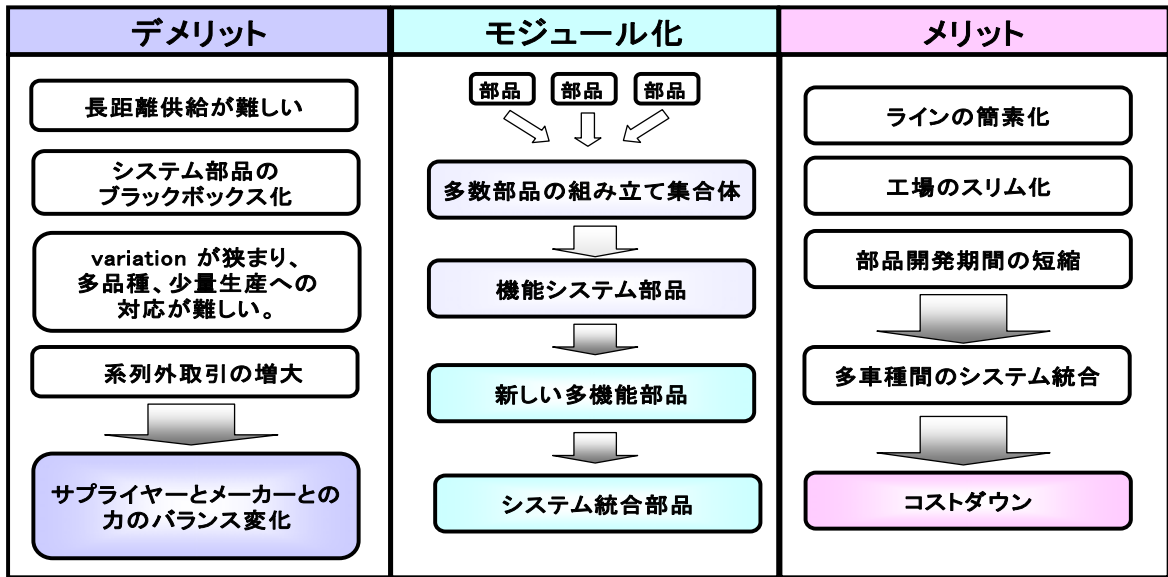 デメリット
モジュール化
メリット
長距離供給が難しい
システム部品の
ブラックボックス化
variation が狭まり、
多品種、少量生産への
対応が難しい。
系列外取引の増大
サプライヤーとメーカーとの
力のバランス変化
部品 部品 部品
多数部品の組み立て集合体
機能システム部品
新しい多機能部品
システム統合部品
ラインの簡素化
工場のスリム化
部品開発期間の短縮
多車種間のシステム統合
コストダウン